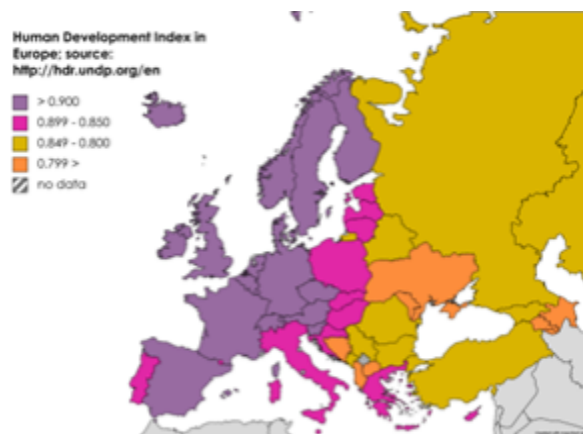 Human Development Index in
Europe; source:
http://hdr.undp.org/en
> 0.900
0.899 - 0.850
0.849 - 0.800
0.799 >
no data